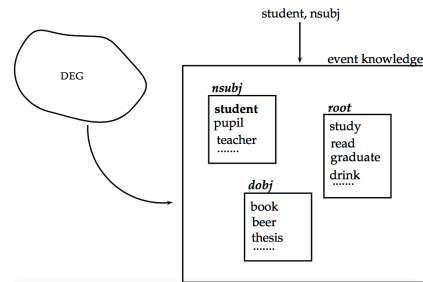 student, nsubj
event knowledge
DEG
nsubj
student
pupil
teacher
.......
root
study
read
graduate
drink
.......
dobj
book
beer
thesis
.......